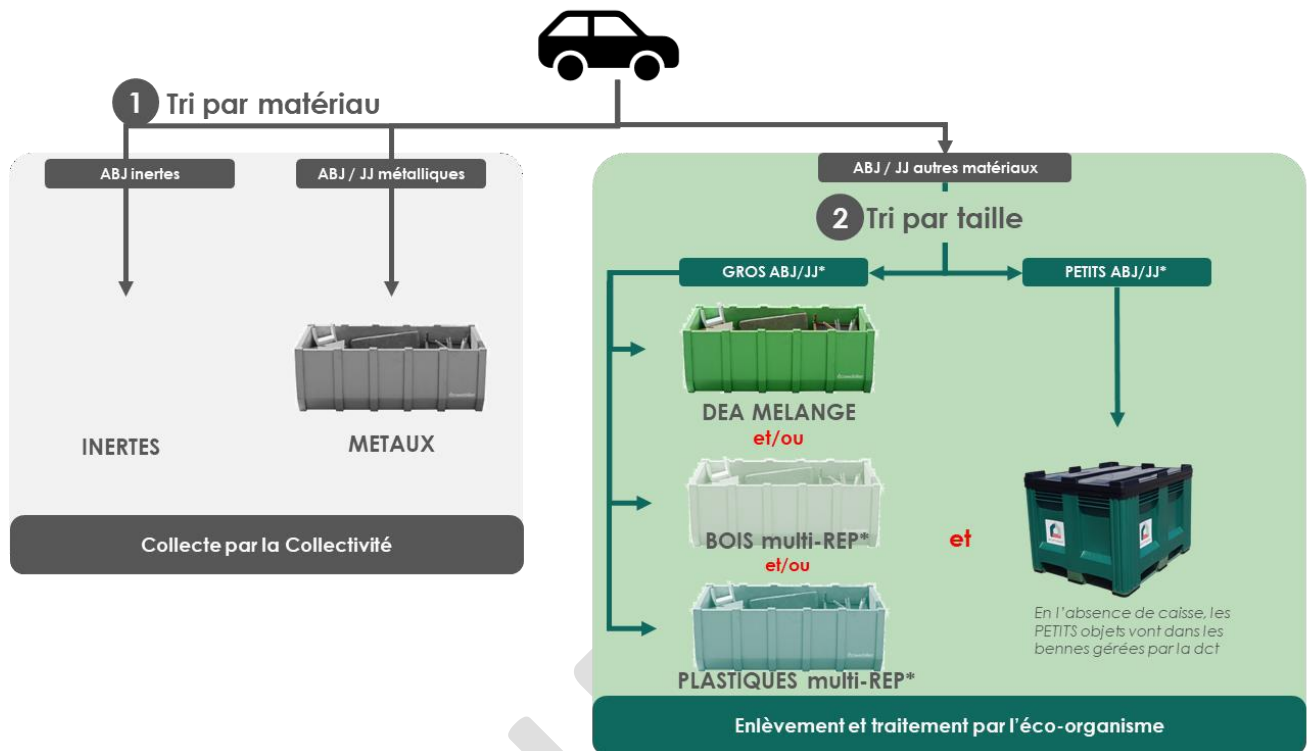 1 Tri par matériau
ABJ inertes
ABJ / JJ métalliques
ABJ / JJ autres matériaux
2 Tri par taille
GROS ABJ/JJ*
PETITS ABJ/JJ*
INERTES
METAUX
Collecte par la Collectivité
DEA MELANGE
et/ou
BOIS multi-REP*
et/ou
PLASTIQUES multi-REP*
et
En l'absence de caisse, les
PETITS objets vont dans les
bennes gérées par la dct
Enlèvement et traitement par l'éco-organisme